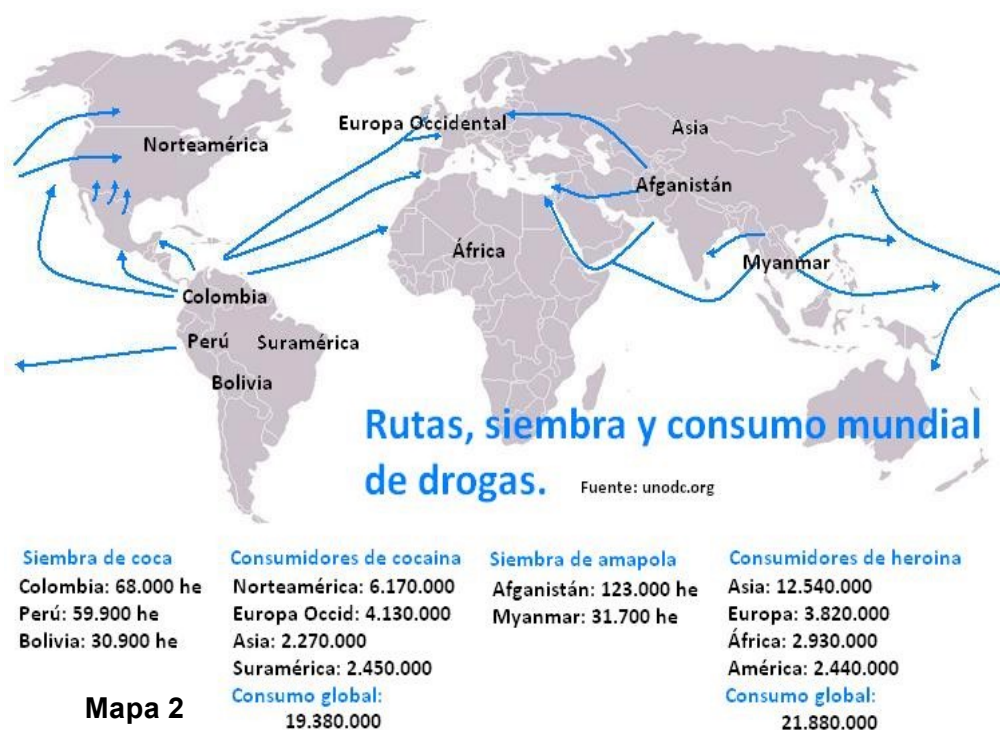 Europa Occidental
Asia
Norteamérica
Afganistán
África
Myanmar
Colombia
Perú
Suramérica
Bolivia
Rutas, siembra y consumo mundial
de drogas.
Fuente: unodc.org
Siembra de coca
Colombia: 68.000 he
Perú: 59.900 he
Bolivia: 30.900 he
Consumidores de cocaina
Norteamérica: 6.170.000
Europa Occid: 4.130.000
Asia: 2.270.000
Suramérica: 2.450.000
Consumo global:
19.380.000
Siembra de amapola
Afganistán: 123.000 he
Myanmar: 31.700 he
Consumidores de heroina
Asia: 12.540.000
Europa: 3.820.000
África: 2.930.000
América: 2.440.000
Consumo global:
21.880.000
Mapa 2